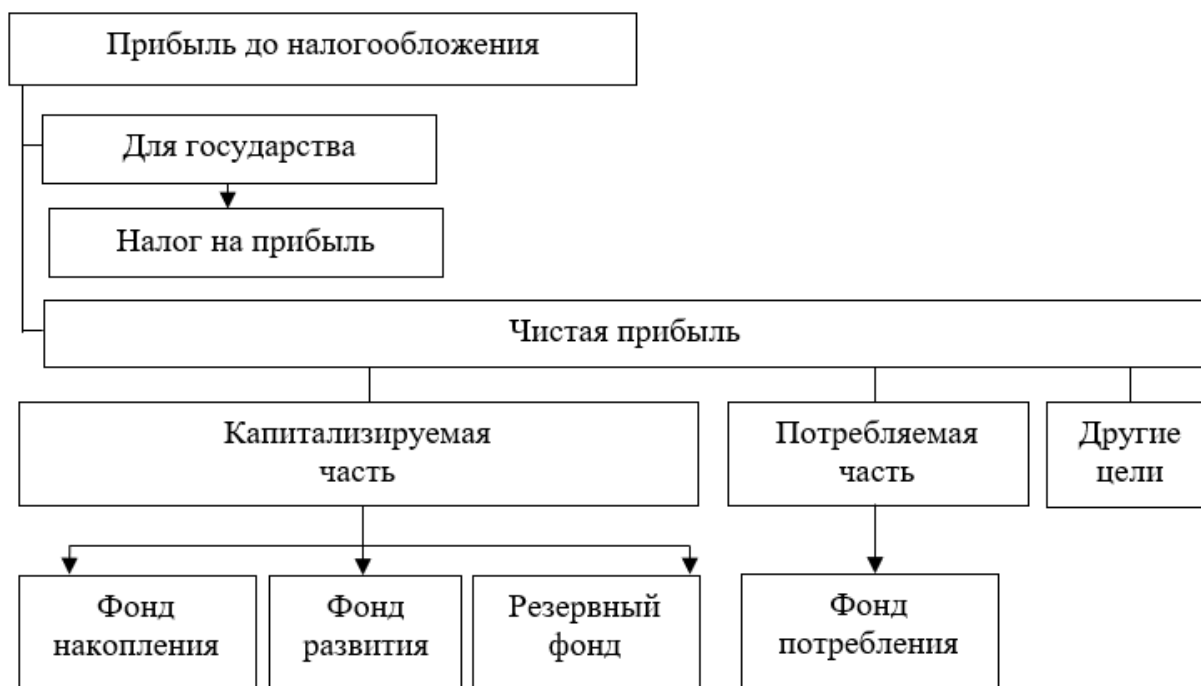 Прибыль до налогообложения
Для государства
Налог на прибыль
Чистая прибыль
Капитализируемая
часть
Потребляемая
часть
Другие
цели
Фонд
накопления
Фонд
развития
Резервный
фонд
Фонд
потребления